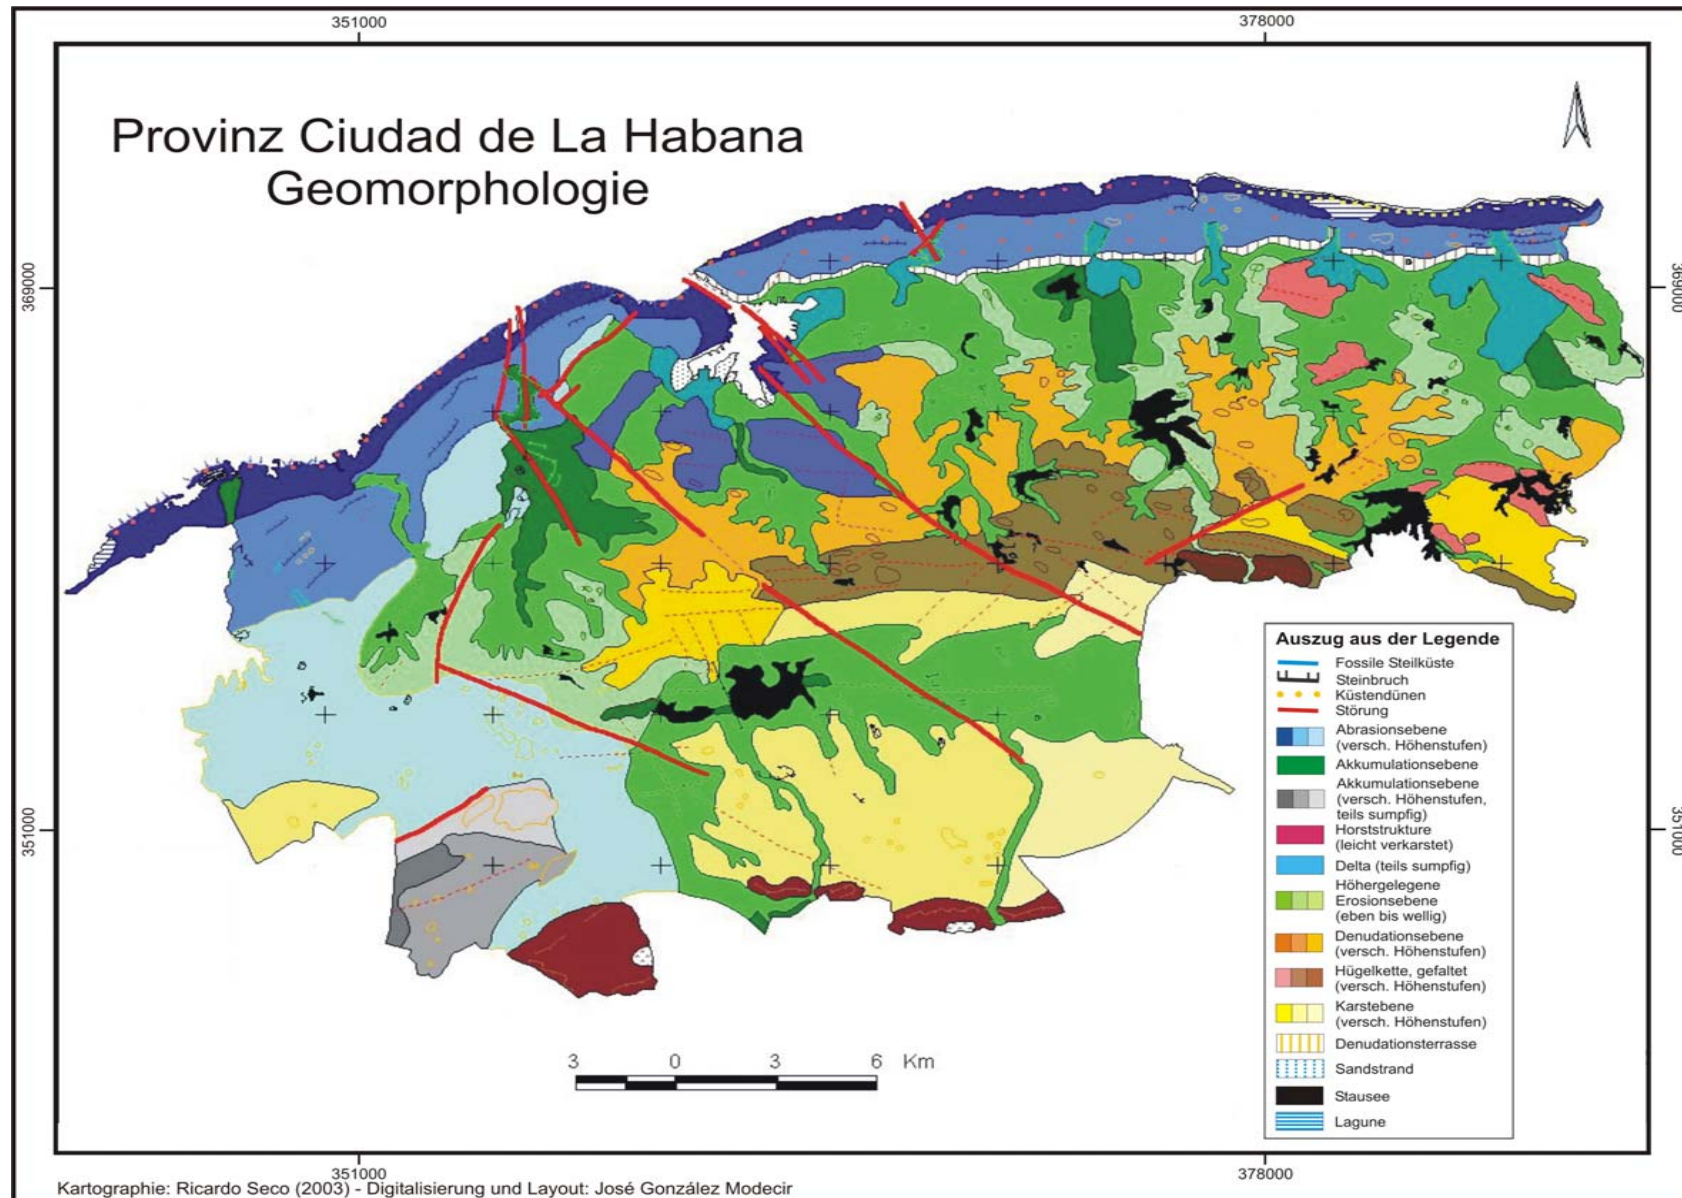 351000
378000
Provinz Ciudad de La Habana
Geomorphologie
369000
369000
351000
351000
Auszug aus der Legende
Fossile Steilküste
Steinbruch
Küstendünen
Störung
Abrasionsebene
(versch. Höhenstufen)
Akkumulationsebene
Akkumulationsebene
(versch. Höhenstufen,
teils sumpfig)
Horststrukture
(leicht verkarstet)
Delta (teils sumpfig)
Höhergelegene
Erosionsebene
(eben bis wellig)
Denudationsebene
(versch. Höhenstufen)
Hügelkette, gefaltet
(versch. Höhenstufen)
Karstebene
(versch. Höhenstufen)
Denudationsterrasse
Sandstrand
Stausee
Lagune
3 0 3 6 Km
351000
378000
Kartographie: Ricardo Seco (2003) - Digitalisierung und Layout: José González Modecir